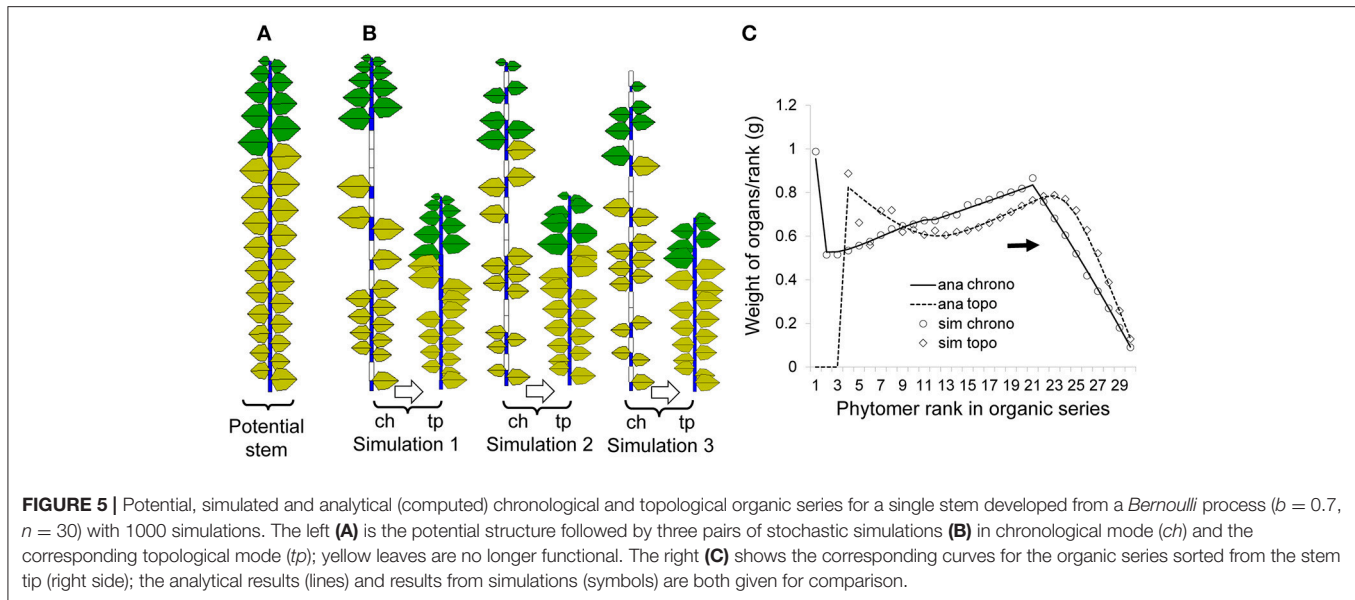 A
B
C
Potential
stem
ch tp
Simulation 1
ch tp
Simulation 2
ch tp
Simulation 3
Weight of organs/rank (g)
1.2
1
0.8
0.6
0.4
0.2
0
ana chrono
ana topo
sim chrono
sim topo
1 3 5 7 9 11 13 15 17 19 21 23 25 27 29
Phytomer rank in organic series
FIGURE 5 | Potential, simulated and analytical (computed) chronological and topological organic series for a single stem developed from a Bernoulli process (b = 0.7,
n = 30) with 1000 simulations. The left (A) is the potential structure followed by three pairs of stochastic simulations (B) in chronological mode (ch) and the
corresponding topological mode (tp); yellow leaves are no longer functional. The right (C) shows the corresponding curves for the organic series sorted from the stem
tip (right side); the analytical results (lines) and results from simulations (symbols) are both given for comparison.